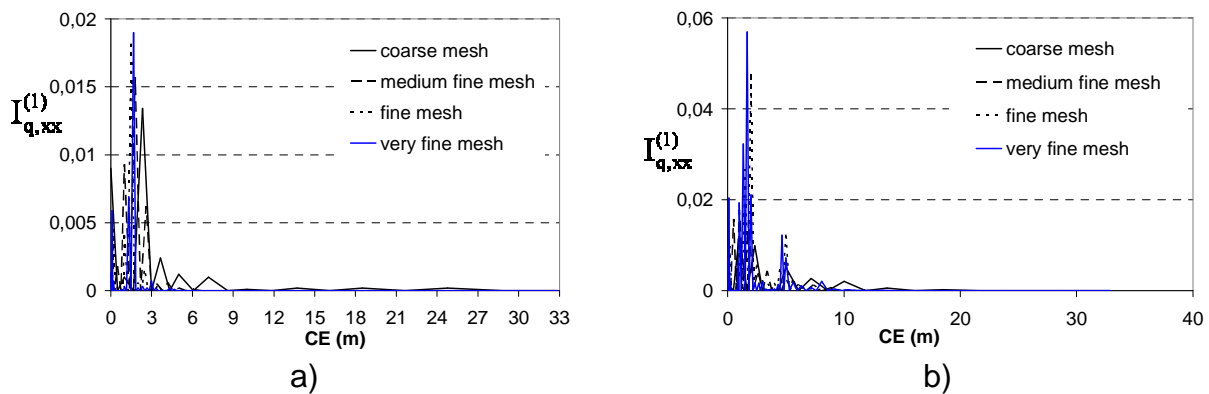 0,02
0,015
0,01
0,005
0
I(1)q,xx
coarse mesh
medium fine mesh
fine mesh
very fine mesh
0 3 6 9 12 15 18 21 24 27 30 33
CE (m)
a)
0,06
0,04
0,02
0
I(1)q,xx
coarse mesh
medium fine mesh
fine mesh
very fine mesh
0 10 20 30 40
CE (m)
b)